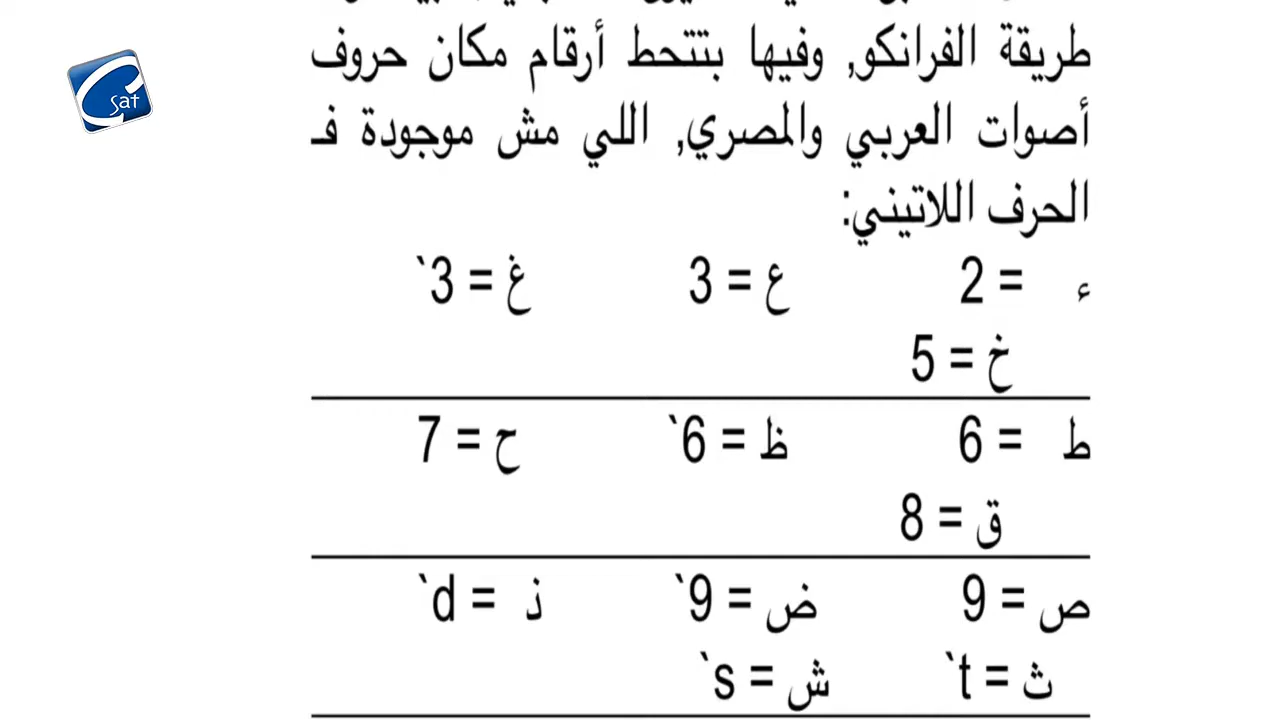 طريقة الفرانكو, وفيها بتتحط أرقام مكان حروف
أصوات العربي والمصري, اللي مش موجودة فـ
الحرف اللاتيني:
ء = 2 ع = 3 غ = 3`
خ = 5
ط = 6 ظ = 6` ح = 7
ق = 8
ص = 9 ض = 9` ذ = d`
ث = t` ش = s`
Sat